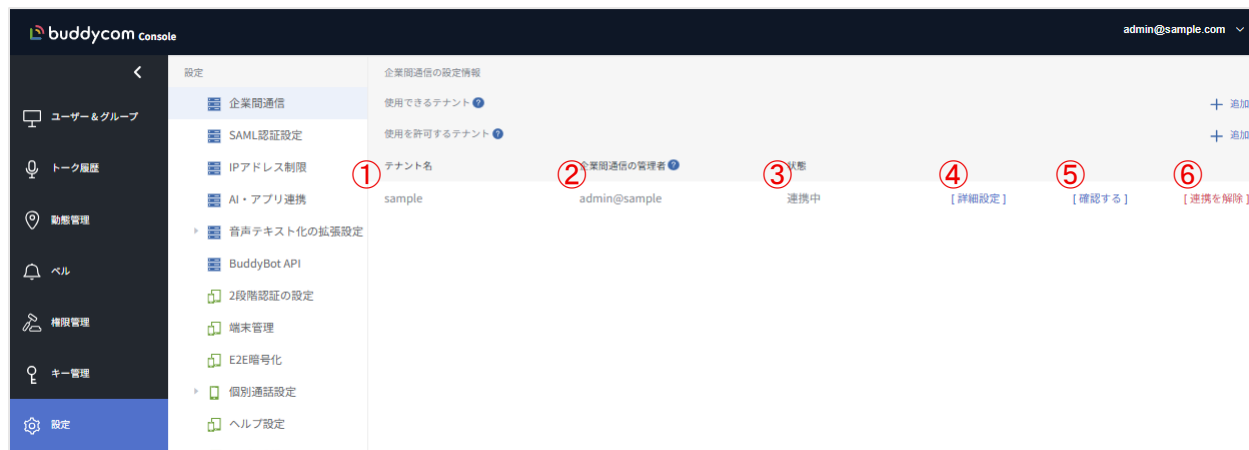 buddycom Console
admin@sample.com
ユーザー＆グループ
トーク履歴
動態管理
ベル
権限管理
キー管理
設定
設定
企業間通信
SAML認証設定
IPアドレス制限
AI・アプリ連携
音声テキスト化の拡張設定
BuddyBot API
2段階認証の設定
端末管理
E2E暗号化
個別通話設定
ヘルプ設定
企業間通信の設定情報
使用できるテナント ? ＋ 追加
使用を許可するテナント ? ＋ 追加
① テナント名 ② 企業間通信の管理者 ? ③ 状態 ④ ⑤ ⑥
sample admin@sample 連携中 [ 詳細設定 ] [ 確認する ] [ 連携を解除 ]